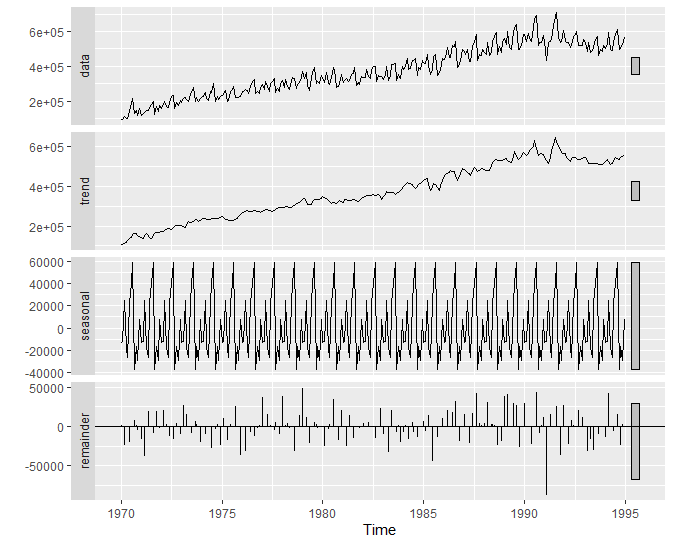 data
6e+05
4e+05
2e+05
trend
6e+05
4e+05
2e+05
seasonal
60000
40000
20000
0
-20000
-40000
remainder
50000
0
-50000
1970 1975 1980 1985 1990 1995
Time